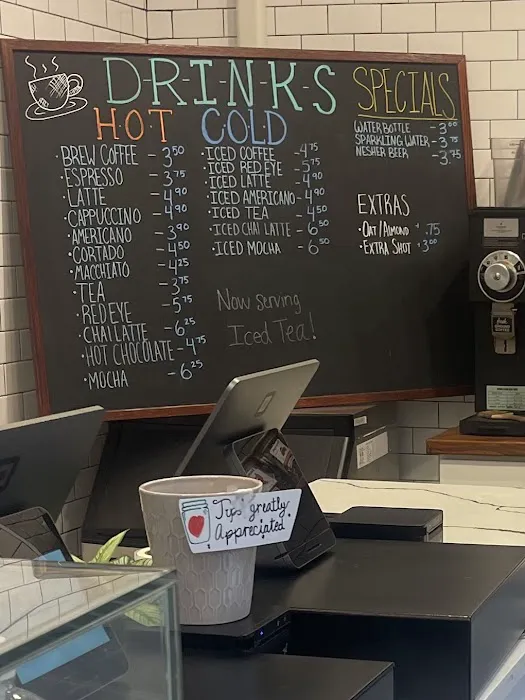 D-R-I-N-K-S
HOT
·BREW COFFEE - 3.50
·ESPRESSO - 3.75
·LATTE - 4.90
·CAPPUCCINO - 4.90
·AMERICANO - 3.90
·CORTADO - 4.50
·MACCHIATO - 4.25
·TEA - 3.75
·RED EYE - 5.75
·CHAI LATTE - 6.25
·HOT CHOCOLATE - 4.75
·MOCHA - 6.25
COLD
·ICED COFFEE - 4.75
·ICED RED EYE - 5.75
·ICED LATTE - 4.90
·ICED AMERICANO - 4.90
·ICED TEA - 4.50
·ICED CHAI LATTE - 6.50
·ICED MOCHA - 6.50
Now serving
Iced Tea!
SPECIALS
WATER BOTTLE - 3.00
SPARKLING WATER - 3.75
NESHER BEER - 3.75
EXTRAS
·OAT/ALMOND + .75
·EXTRA SHOT + 3.00
Tips greatly
Appreciated